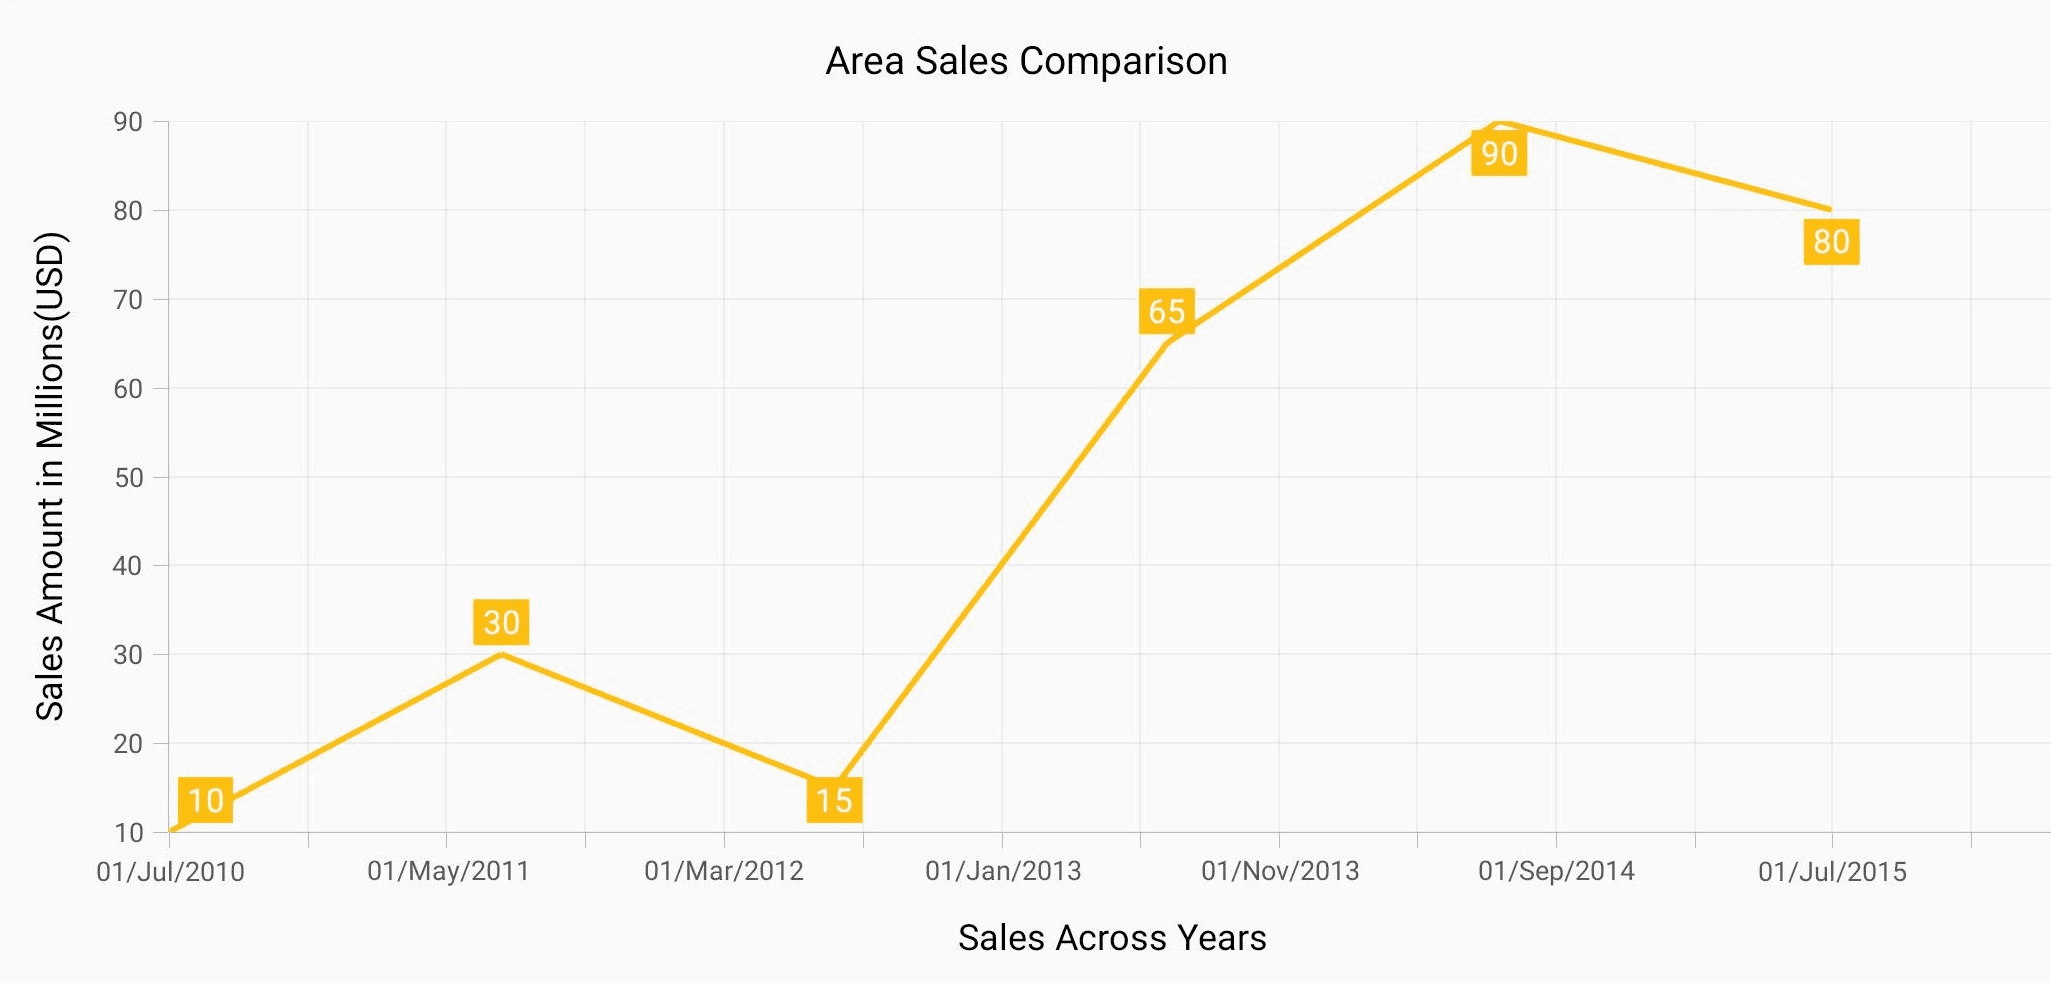 Area Sales Comparison
Sales Amount in Millions(USD)
90
80
70
60
50
40
30
20
10
10
30
15
65
90
80
01/Jul/2010
01/May/2011
01/Mar/2012
01/Jan/2013
01/Nov/2013
01/Sep/2014
01/Jul/2015
Sales Across Years